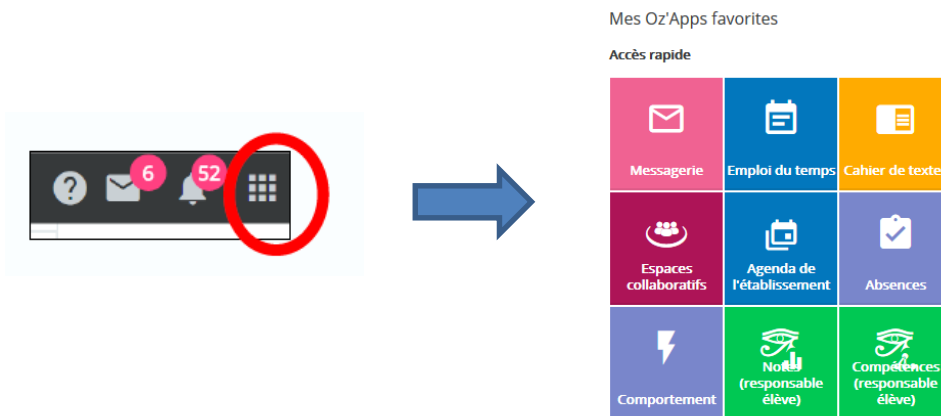 Mes Oz'Apps favorites
Accès rapide
6
52
Messagerie
Emploi du temps
Cahier de texte
Espaces
collaboratifs
Agenda de
l'établissement
Absences
Comportement
Notes
(responsable
élève)
Compétences
(responsable
élève)